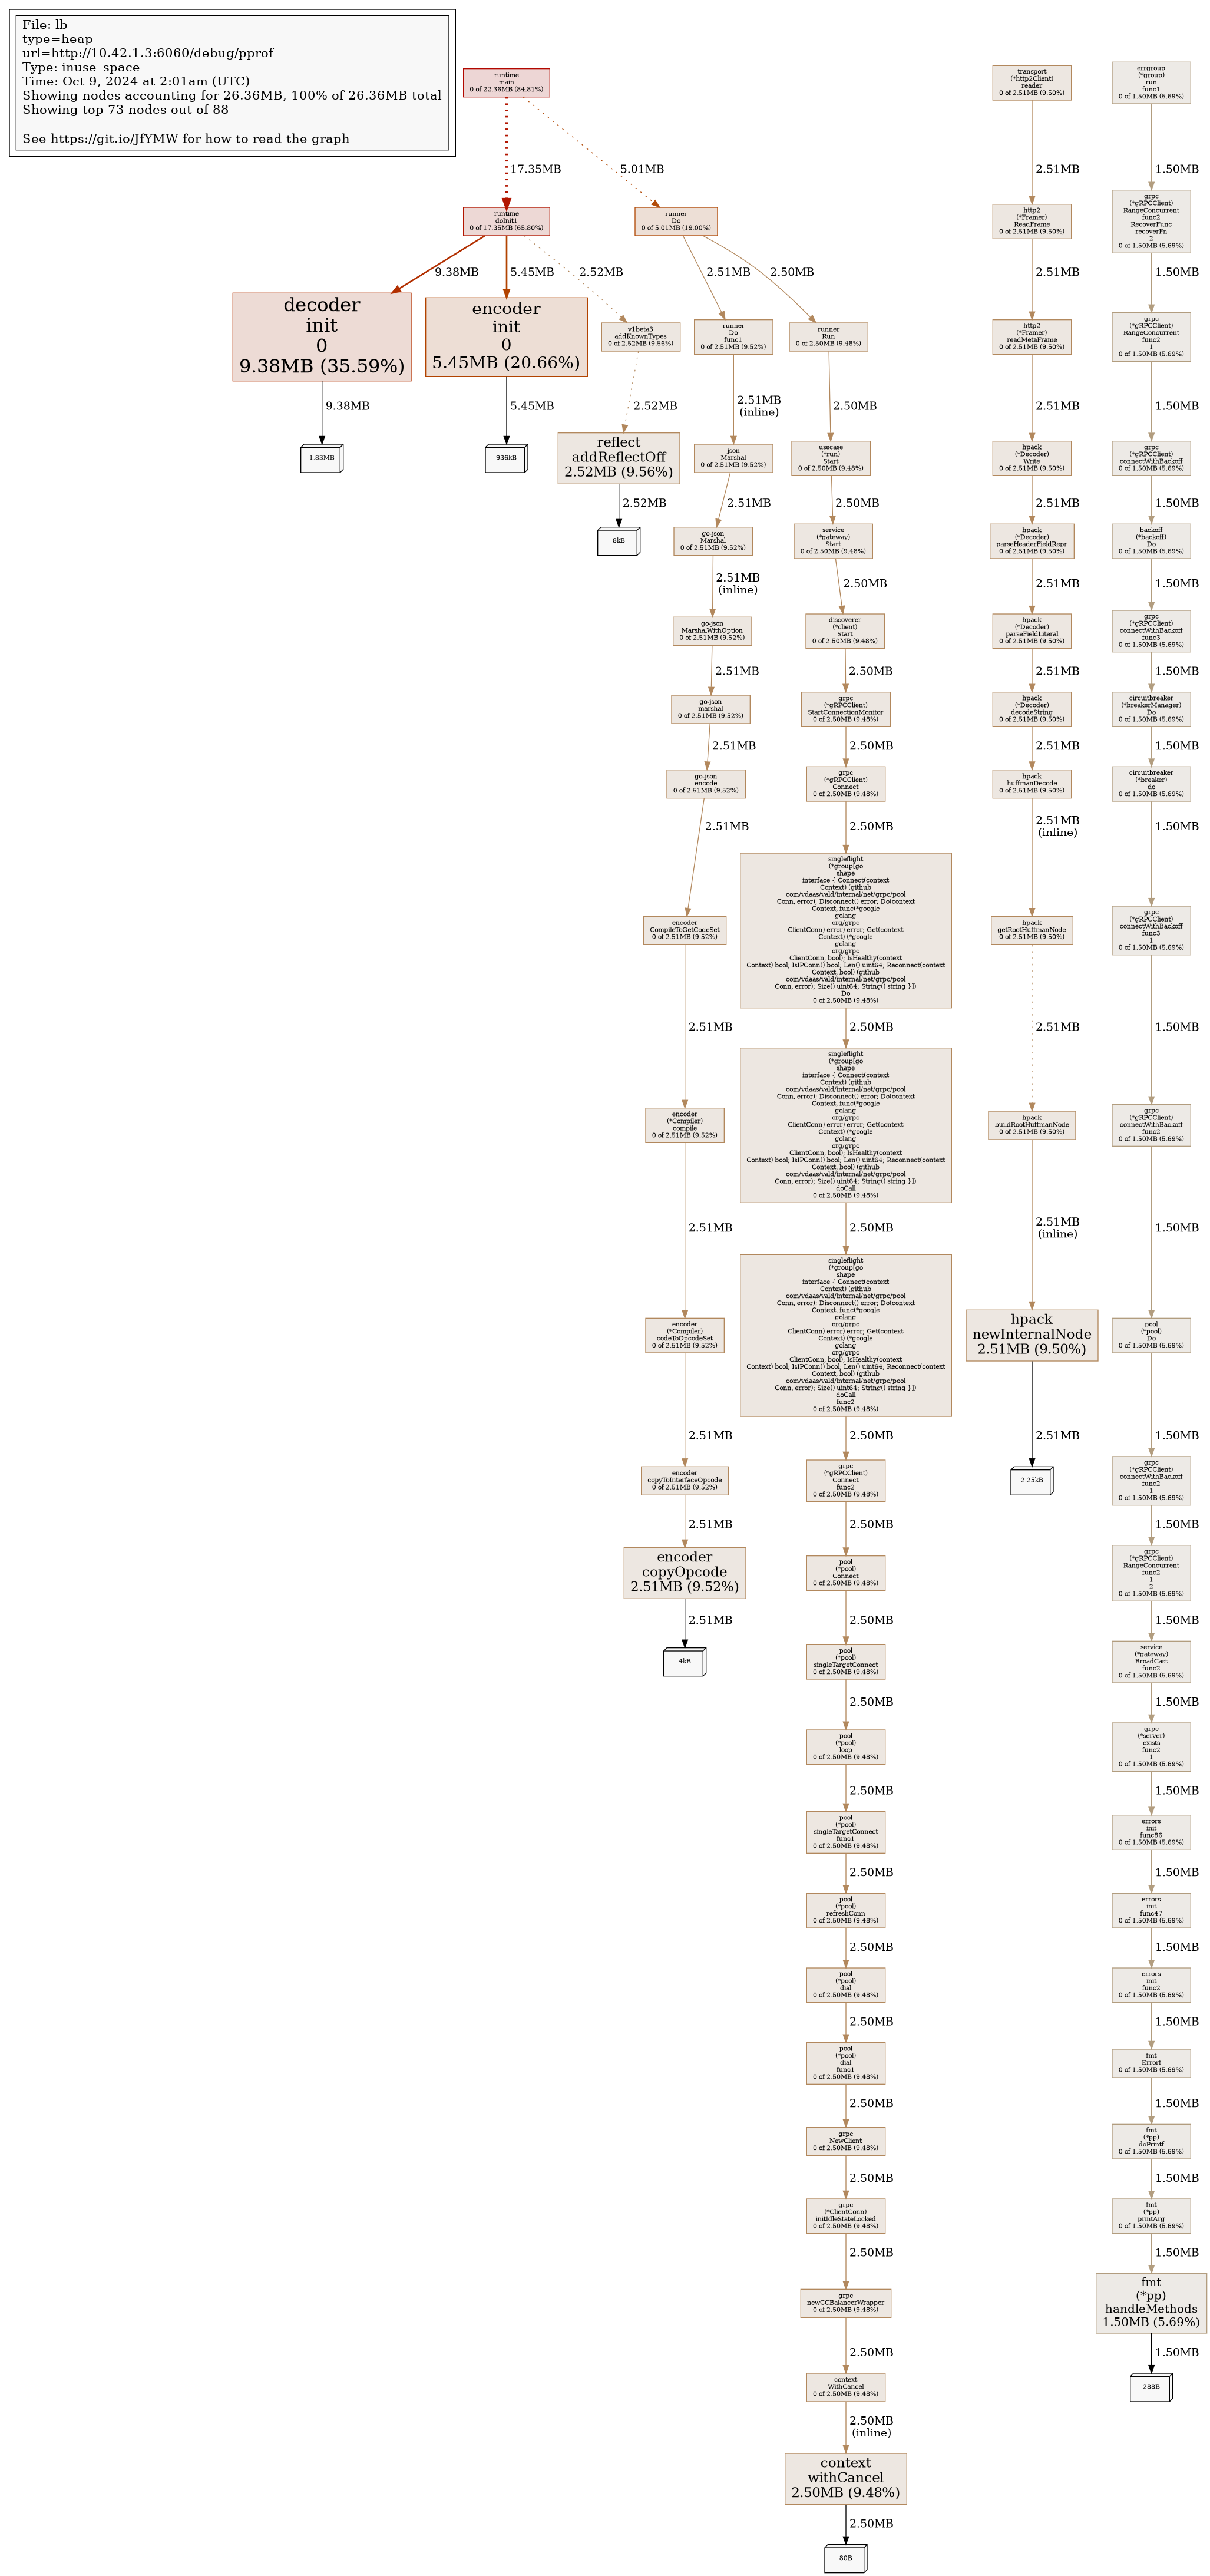 File: lb
type=heap
url=http://10.42.1.3:6060/debug/pprof
Type: inuse_space
Time: Oct 9, 2024 at 2:01am (UTC)
Showing nodes accounting for 26.36MB, 100% of 26.36MB total
Showing top 73 nodes out of 88
See https://git.io/JfYMW for how to read the graph
runtime
main
0 of 22.36MB (84.81%)
17.35MB
5.01MB
runtime
doInit1
0 of 17.35MB (65.80%)
9.38MB
5.45MB
2.52MB
decoder
init
0
9.38MB (35.59%)
9.38MB
1.83MB
encoder
init
0
5.45MB (20.66%)
5.45MB
936kB
v1beta3
addKnownTypes
0 of 2.52MB (9.56%)
2.52MB
reflect
addReflectOff
2.52MB (9.56%)
2.52MB
8kB
runner
Do
0 of 5.01MB (19.00%)
2.51MB
2.50MB
runner
Do
func1
0 of 2.51MB (9.52%)
2.51MB
(inline)
json
Marshal
0 of 2.51MB (9.52%)
2.51MB
go-json
Marshal
0 of 2.51MB (9.52%)
2.51MB
(inline)
go-json
MarshalWithOption
0 of 2.51MB (9.52%)
2.51MB
go-json
marshal
0 of 2.51MB (9.52%)
2.51MB
go-json
encode
0 of 2.51MB (9.52%)
2.51MB
encoder
CompileToGetCodeSet
0 of 2.51MB (9.52%)
2.51MB
encoder
(*Compiler)
compile
0 of 2.51MB (9.52%)
2.51MB
encoder
(*Compiler)
codeToOpcodeSet
0 of 2.51MB (9.52%)
2.51MB
encoder
copyToInterfaceOpcode
0 of 2.51MB (9.52%)
2.51MB
encoder
copyOpcode
2.51MB (9.52%)
2.51MB
4kB
runner
Run
0 of 2.50MB (9.48%)
2.50MB
usecase
(*run)
Start
0 of 2.50MB (9.48%)
2.50MB
service
(*gateway)
Start
0 of 2.50MB (9.48%)
2.50MB
discoverer
(*client)
Start
0 of 2.50MB (9.48%)
2.50MB
grpc
(*gRPCClient)
StartConnectionMonitor
0 of 2.50MB (9.48%)
2.50MB
grpc
(*gRPCClient)
Connect
0 of 2.50MB (9.48%)
2.50MB
singleflight
(*group[go
shape
interface { Connect(context
Context) (github
com/vdaas/vald/internal/net/grpc/pool
Conn, error); Disconnect() error; Do(context
Context, func(*google
golang
org/grpc
ClientConn) error) error; Get(context
Context) (*google
golang
org/grpc
ClientConn, bool); IsHealthy(context
Context) bool; IsIPConn() bool; Len() uint64; Reconnect(context
Context, bool) (github
com/vdaas/vald/internal/net/grpc/pool
Conn, error); Size() uint64; String() string }])
Do
0 of 2.50MB (9.48%)
2.50MB
singleflight
(*group[go
shape
interface { Connect(context
Context) (github
com/vdaas/vald/internal/net/grpc/pool
Conn, error); Disconnect() error; Do(context
Context, func(*google
golang
org/grpc
ClientConn) error) error; Get(context
Context) (*google
golang
org/grpc
ClientConn, bool); IsHealthy(context
Context) bool; IsIPConn() bool; Len() uint64; Reconnect(context
Context, bool) (github
com/vdaas/vald/internal/net/grpc/pool
Conn, error); Size() uint64; String() string }])
doCall
0 of 2.50MB (9.48%)
2.50MB
singleflight
(*group[go
shape
interface { Connect(context
Context) (github
com/vdaas/vald/internal/net/grpc/pool
Conn, error); Disconnect() error; Do(context
Context, func(*google
golang
org/grpc
ClientConn) error) error; Get(context
Context) (*google
golang
org/grpc
ClientConn, bool); IsHealthy(context
Context) bool; IsIPConn() bool; Len() uint64; Reconnect(context
Context, bool) (github
com/vdaas/vald/internal/net/grpc/pool
Conn, error); Size() uint64; String() string }])
doCall
func2
0 of 2.50MB (9.48%)
2.50MB
grpc
(*gRPCClient)
Connect
func2
0 of 2.50MB (9.48%)
2.50MB
pool
(*pool)
Connect
0 of 2.50MB (9.48%)
2.50MB
pool
(*pool)
singleTargetConnect
0 of 2.50MB (9.48%)
2.50MB
pool
(*pool)
loop
0 of 2.50MB (9.48%)
2.50MB
pool
(*pool)
singleTargetConnect
func1
0 of 2.50MB (9.48%)
2.50MB
pool
(*pool)
refreshConn
0 of 2.50MB (9.48%)
2.50MB
pool
(*pool)
dial
0 of 2.50MB (9.48%)
2.50MB
pool
(*pool)
dial
func1
0 of 2.50MB (9.48%)
2.50MB
grpc
NewClient
0 of 2.50MB (9.48%)
2.50MB
grpc
(*ClientConn)
initIdleStateLocked
0 of 2.50MB (9.48%)
2.50MB
grpc
newCCBalancerWrapper
0 of 2.50MB (9.48%)
2.50MB
context
WithCancel
0 of 2.50MB (9.48%)
2.50MB
(inline)
context
withCancel
2.50MB (9.48%)
2.50MB
80B
transport
(*http2Client)
reader
0 of 2.51MB (9.50%)
2.51MB
http2
(*Framer)
ReadFrame
0 of 2.51MB (9.50%)
2.51MB
http2
(*Framer)
readMetaFrame
0 of 2.51MB (9.50%)
2.51MB
hpack
(*Decoder)
Write
0 of 2.51MB (9.50%)
2.51MB
hpack
(*Decoder)
parseHeaderFieldRepr
0 of 2.51MB (9.50%)
2.51MB
hpack
(*Decoder)
parseFieldLiteral
0 of 2.51MB (9.50%)
2.51MB
hpack
(*Decoder)
decodeString
0 of 2.51MB (9.50%)
2.51MB
hpack
huffmanDecode
0 of 2.51MB (9.50%)
2.51MB
(inline)
hpack
getRootHuffmanNode
0 of 2.51MB (9.50%)
2.51MB
hpack
buildRootHuffmanNode
0 of 2.51MB (9.50%)
2.51MB
(inline)
hpack
newInternalNode
2.51MB (9.50%)
2.51MB
2.25kB
errgroup
(*group)
run
func1
0 of 1.50MB (5.69%)
1.50MB
grpc
(*gRPCClient)
RangeConcurrent
func2
RecoverFunc
recoverFn
2
0 of 1.50MB (5.69%)
1.50MB
grpc
(*gRPCClient)
RangeConcurrent
func2
1
0 of 1.50MB (5.69%)
1.50MB
grpc
(*gRPCClient)
connectWithBackoff
0 of 1.50MB (5.69%)
1.50MB
backoff
(*backoff)
Do
0 of 1.50MB (5.69%)
1.50MB
grpc
(*gRPCClient)
connectWithBackoff
func3
0 of 1.50MB (5.69%)
1.50MB
circuitbreaker
(*breakerManager)
Do
0 of 1.50MB (5.69%)
1.50MB
circuitbreaker
(*breaker)
do
0 of 1.50MB (5.69%)
1.50MB
grpc
(*gRPCClient)
connectWithBackoff
func3
1
0 of 1.50MB (5.69%)
1.50MB
grpc
(*gRPCClient)
connectWithBackoff
func2
0 of 1.50MB (5.69%)
1.50MB
pool
(*pool)
Do
0 of 1.50MB (5.69%)
1.50MB
grpc
(*gRPCClient)
connectWithBackoff
func2
1
0 of 1.50MB (5.69%)
1.50MB
grpc
(*gRPCClient)
RangeConcurrent
func2
1
2
0 of 1.50MB (5.69%)
1.50MB
service
(*gateway)
BroadCast
func2
0 of 1.50MB (5.69%)
1.50MB
grpc
(*server)
exists
func2
1
0 of 1.50MB (5.69%)
1.50MB
errors
init
func86
0 of 1.50MB (5.69%)
1.50MB
errors
init
func47
0 of 1.50MB (5.69%)
1.50MB
errors
init
func2
0 of 1.50MB (5.69%)
1.50MB
fmt
Errorf
0 of 1.50MB (5.69%)
1.50MB
fmt
(*pp)
doPrintf
0 of 1.50MB (5.69%)
1.50MB
fmt
(*pp)
printArg
0 of 1.50MB (5.69%)
1.50MB
fmt
(*pp)
handleMethods
1.50MB (5.69%)
1.50MB
288B